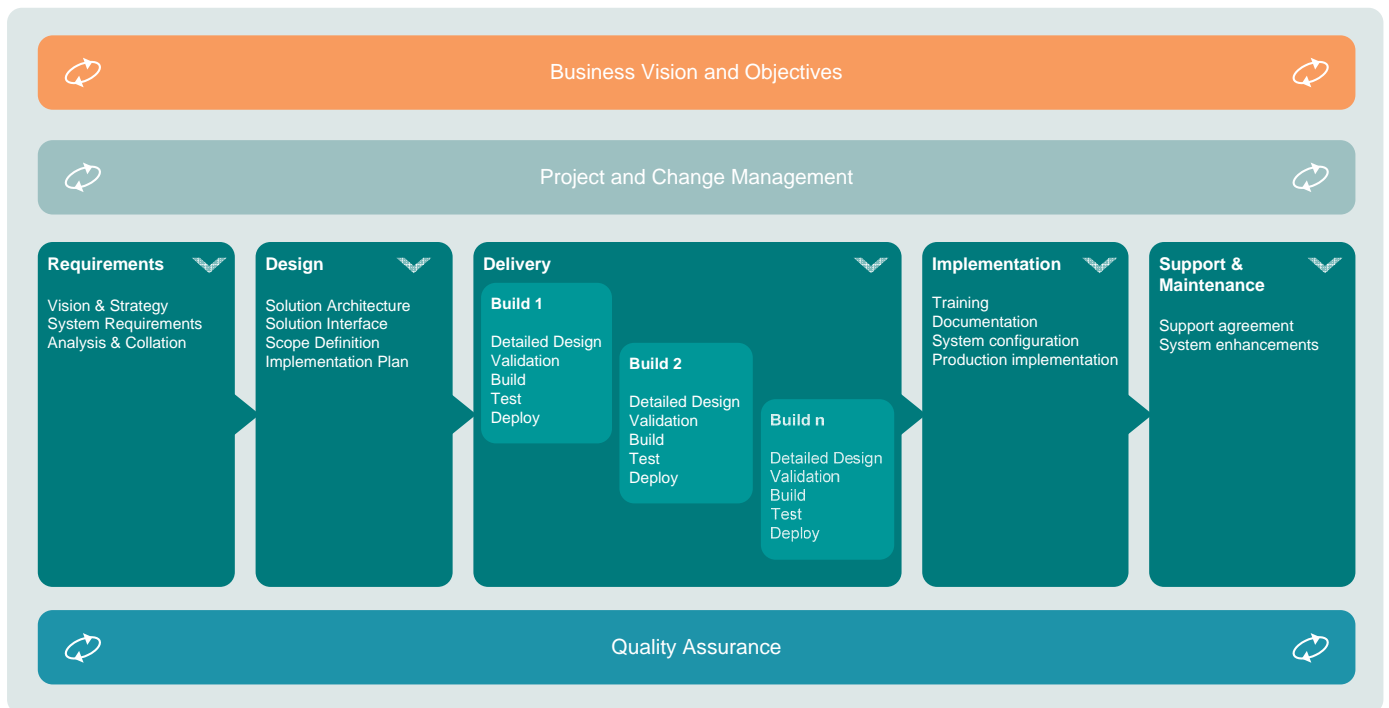 Business Vision and Objectives
Project and Change Management
Requirements
Vision & Strategy
System Requirements
Analysis & Collation
Design
Solution Architecture
Solution Interface
Scope Definition
Implementation Plan
Delivery
Build 1
Detailed Design
Validation
Build
Test
Deploy
Build 2
Detailed Design
Validation
Build
Test
Deploy
Build n
Detailed Design
Validation
Build
Test
Deploy
Implementation
Training
Documentation
System configuration
Production implementation
Support &
Maintenance
Support agreement
System enhancements
Quality Assurance